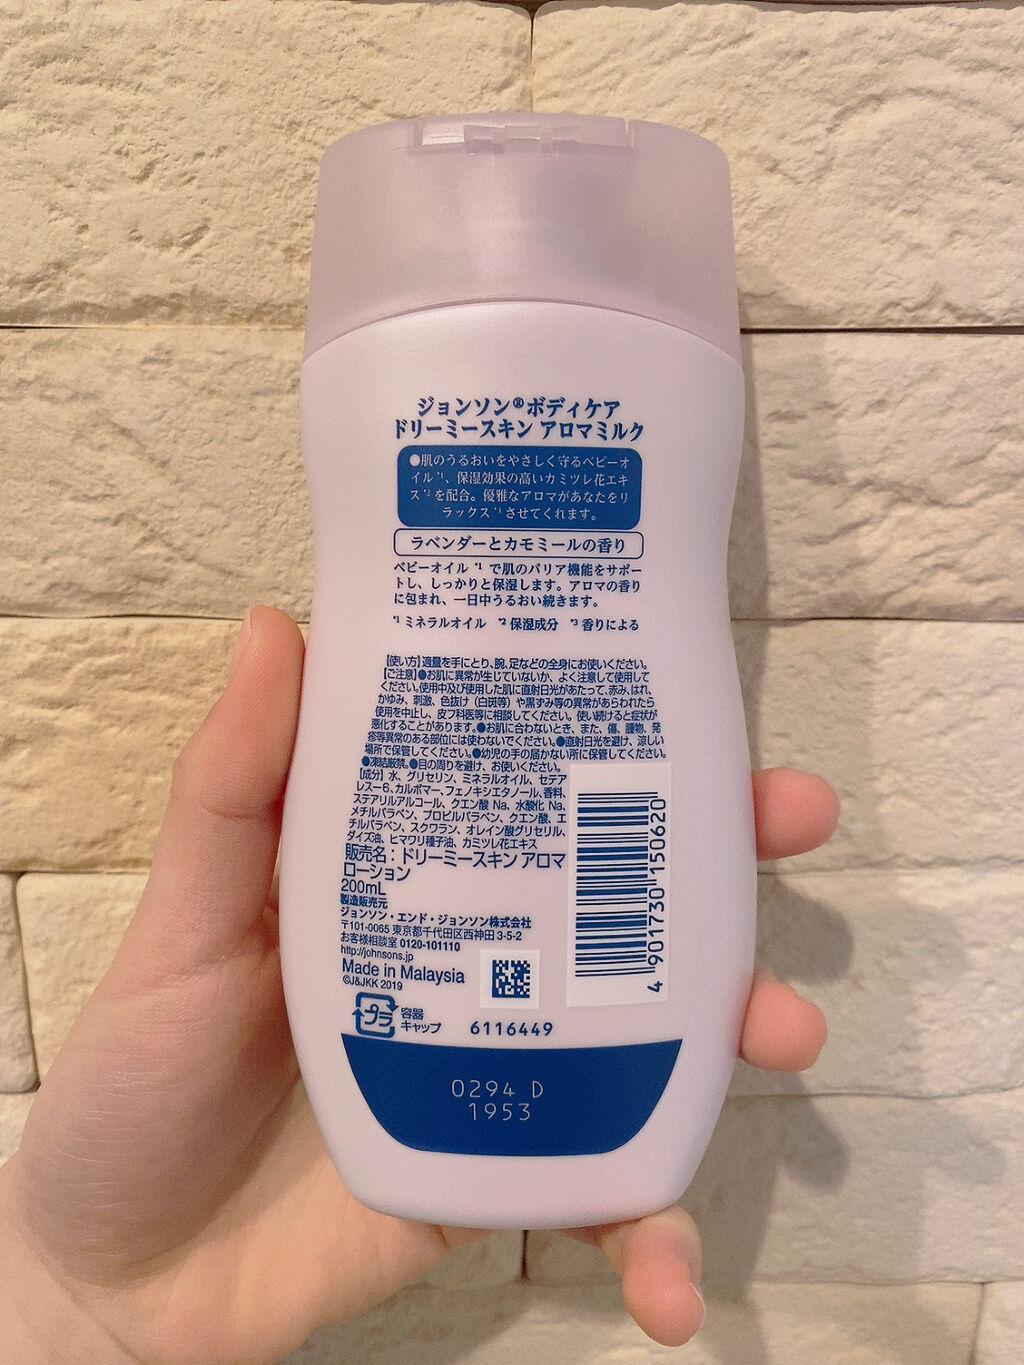 ジョンソン®ボディケア
ドリーミースキン アロマミルク
●肌のうるおいをやさしく守るベビーオ
イル*1、保湿効果の高いカミツレ花エキ
ス*2を配合。優雅なアロマがあなたをリ
ラックス*3させてくれます。
ラベンダーとカモミールの香り
ベビーオイル*1で肌のバリア機能をサポー
トし、しっかりと保湿します。アロマの香り
に包まれ、一日中うるおい続きます。
*1 ミネラルオイル *2 保湿成分 *3 香りによる
【使い方】適量を手にとり、腕、足などの全身にお使いください。
【ご注意】●お肌に異常が生じていないか、よく注意して使用して
ください。使用中及び使用した肌に直射日光があたって、赤み、はれ、
かゆみ、刺激、色抜け（白斑等）や黒ずみ等の異常があらわれたら
使用を中止し、皮フ科医等に相談してください。使い続けると症状が
悪化することがあります。●お肌に合わないとき、また、傷、腫物、発
疹等異常のある部位には使わないでください。●直射日光を避け、涼しい
場所で保管してください。●幼児の手の届かない所に保管してください。
●凍結厳禁。●目の周りを避け、お使いください。
【成分】水、グリセリン、ミネラルオイル、セテア
レス－6、カルボマー、フェノキシエタノール、香料、
ステアリルアルコール、クエン酸 Na、水酸化 Na、
メチルパラベン、プロピルパラベン、クエン酸、エ
チルパラベン、スクワラン、オレイン酸グリセリル、
ダイズ油、ヒマワリ種子油、カミツレ花エキス
販売名：ドリーミースキン アロマ
ローション
200mL
製造販売元
ジョンソン・エンド・ジョンソン株式会社
〒101-0065 東京都千代田区西神田 3-5-2
お客様相談室 0120-101110
http://johnsons.jp
Made in Malaysia
©J&JKK 2019
4 901730 150620
プラ
容器
キャップ
6116449
0294 D
1953